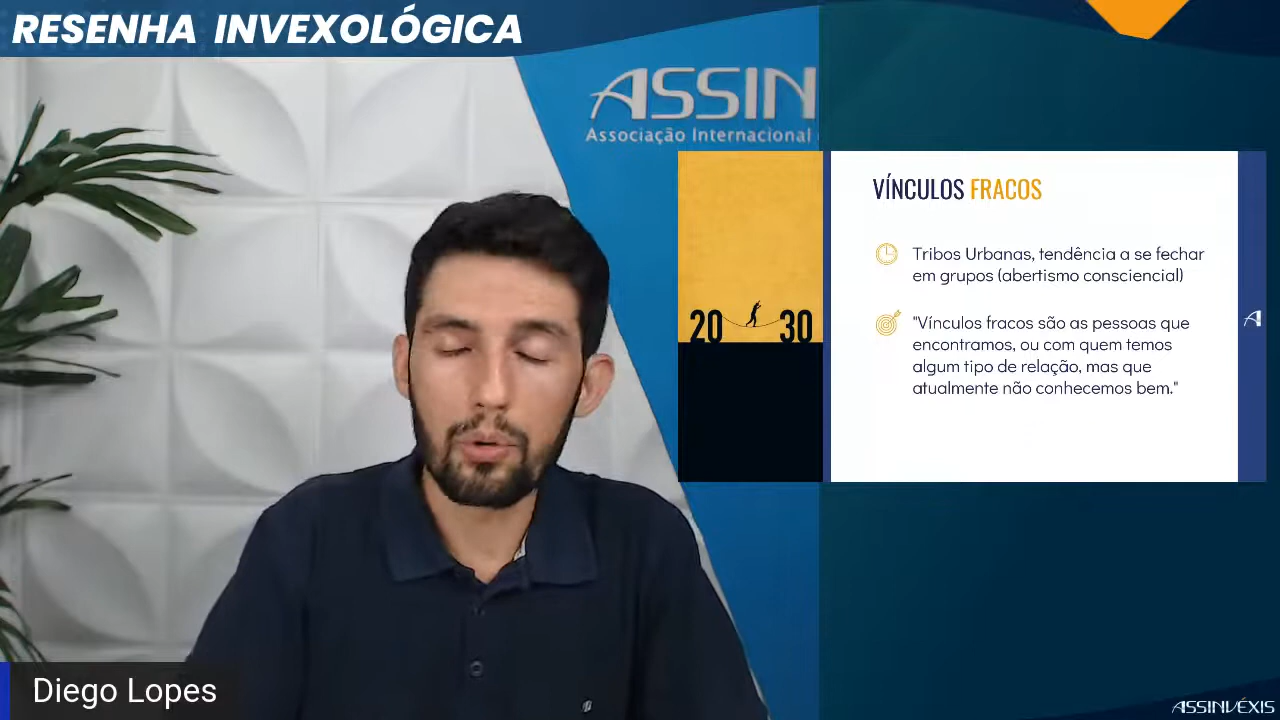 RESENHA INVEXOLÓGICA
ASSIN
Associação Internacional
VÍNCULOS FRACOS
Tribos Urbanas, tendência a se fechar
em grupos (abertismo consciencial)
"Vínculos fracos são as pessoas que
encontramos, ou com quem temos
algum tipo de relação, mas que
atualmente não conhecemos bem."
20 30
Diego Lopes
ASSINVÉXIS